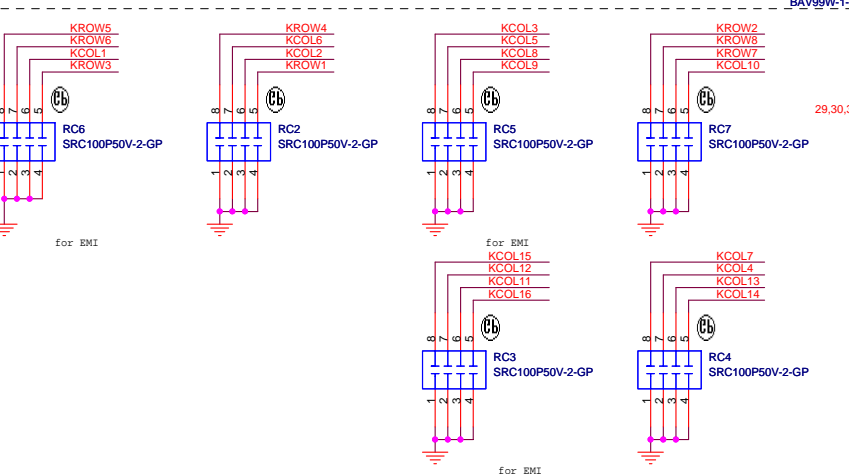 BAV99W-1-
KROW5
KROW6
KCOL1
KROW3
8 7 6 5
RC6
SRC100P50V-2-GP
1 2 3 4
for EMI
KROW4
KCOL6
KCOL2
KROW1
8 7 6 5
RC2
SRC100P50V-2-GP
1 2 3 4
KCOL3
KCOL5
KCOL8
KCOL9
8 7 6 5
RC5
SRC100P50V-2-GP
1 2 3 4
for EMI
KROW2
KROW8
KROW7
KCOL10
8 7 6 5
RC7
SRC100P50V-2-GP
1 2 3 4
29,30,3
KCOL15
KCOL12
KCOL11
KCOL16
8 7 6 5
RC3
SRC100P50V-2-GP
1 2 3 4
for EMI
KCOL7
KCOL4
KCOL13
KCOL14
8 7 6 5
RC4
SRC100P50V-2-GP
1 2 3 4